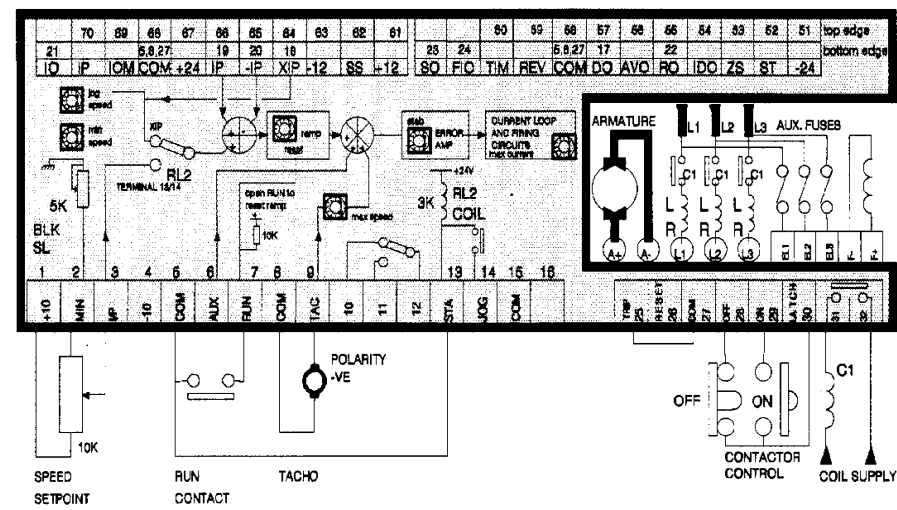 70 69 68 67 66 65 64 63 62 61 60 59 58 57 56 55 54 53 52 51 top edge
21 5,8,27 19 20 18 23 24 5,8,27 17 22 bottom edge
IO IP IOM COM +24 IP -IP XIP -12 SS +12 SO FIO TIM REV COM DO AVO RO IDO ZS ST -24
jog
speed
min
speed
XIP
RL2
TERMINAL 13/14
ramp
reset
stab
ERROR
AMP
CURRENT LOOP
AND FIRING
CIRCUITS
max current
ARMATURE
L1 L2 L3 AUX. FUSES
C1 C1 C1
L L L
R R R
A+ A- L1 L2 L3 EL1 EL2 EL3 F- F+
5K
BLK
SL
open RUN to
reset ramp
10K
max speed
+24V
3K
RL2
COIL
1 2 3 4 5 6 7 8 9 13 14 15 16
+10 MIN IP -10 COM AUX RUN COM TAC 10 11 12 STA JOG COM
TRIP 25 RESET 26 COM 27 OFF 28 ON 29 LATCH 30 31 32
10K
POLARITY
-VE
OFF ON
C1
SPEED
SETPOINT
RUN
CONTACT
TACHO
CONTACTOR
CONTROL
COIL SUPPLY